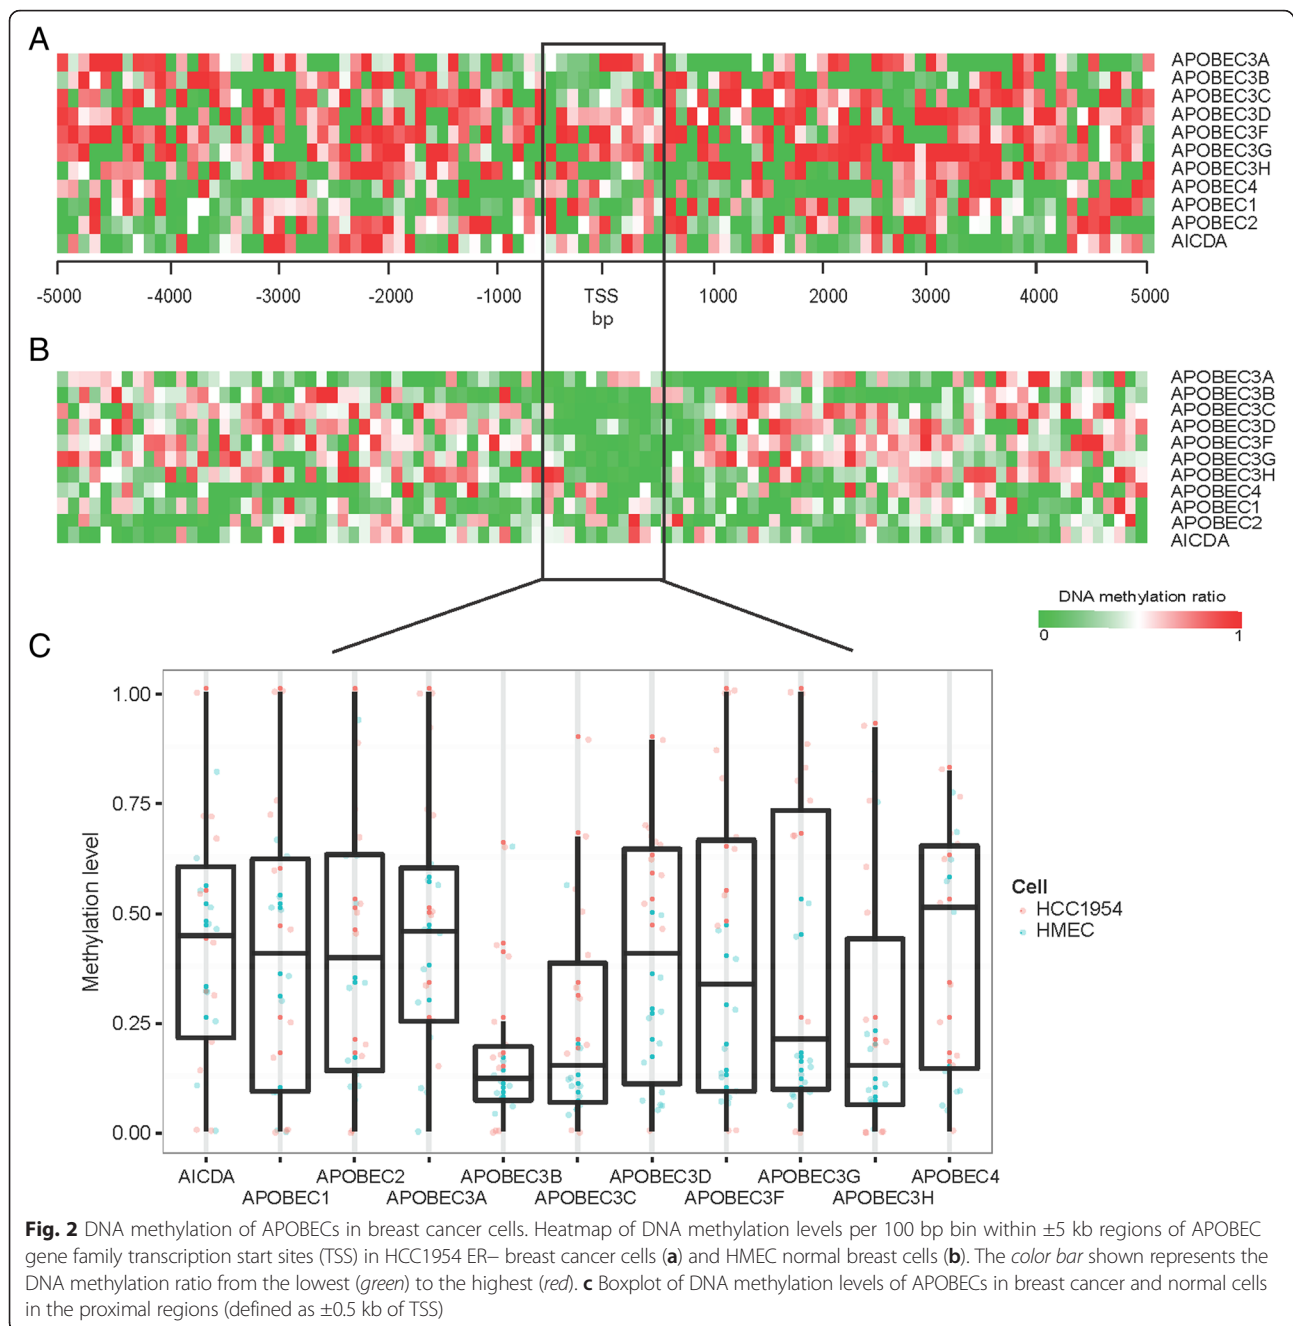 A
APOBEC3A
APOBEC3B
APOBEC3C
APOBEC3D
APOBEC3F
APOBEC3G
APOBEC3H
APOBEC4
APOBEC1
APOBEC2
AICDA
-5000 -4000 -3000 -2000 -1000 TSS 1000 2000 3000 4000 5000
bp
B
APOBEC3A
APOBEC3B
APOBEC3C
APOBEC3D
APOBEC3F
APOBEC3G
APOBEC3H
APOBEC4
APOBEC1
APOBEC2
AICDA
DNA methylation ratio
0 1
C
1.00
0.75
0.50
0.25
0.00
Methylation level
Cell
HCC1954
HMEC
AICDA APOBEC2 APOBEC3B APOBEC3D APOBEC3G APOBEC4
APOBEC1 APOBEC3A APOBEC3C APOBEC3F APOBEC3H
Fig. 2 DNA methylation of APOBECs in breast cancer cells. Heatmap of DNA methylation levels per 100 bp bin within ±5 kb regions of APOBEC
gene family transcription start sites (TSS) in HCC1954 ER− breast cancer cells (a) and HMEC normal breast cells (b). The color bar shown represents the
DNA methylation ratio from the lowest (green) to the highest (red). c Boxplot of DNA methylation levels of APOBECs in breast cancer and normal cells
in the proximal regions (defined as ±0.5 kb of TSS)